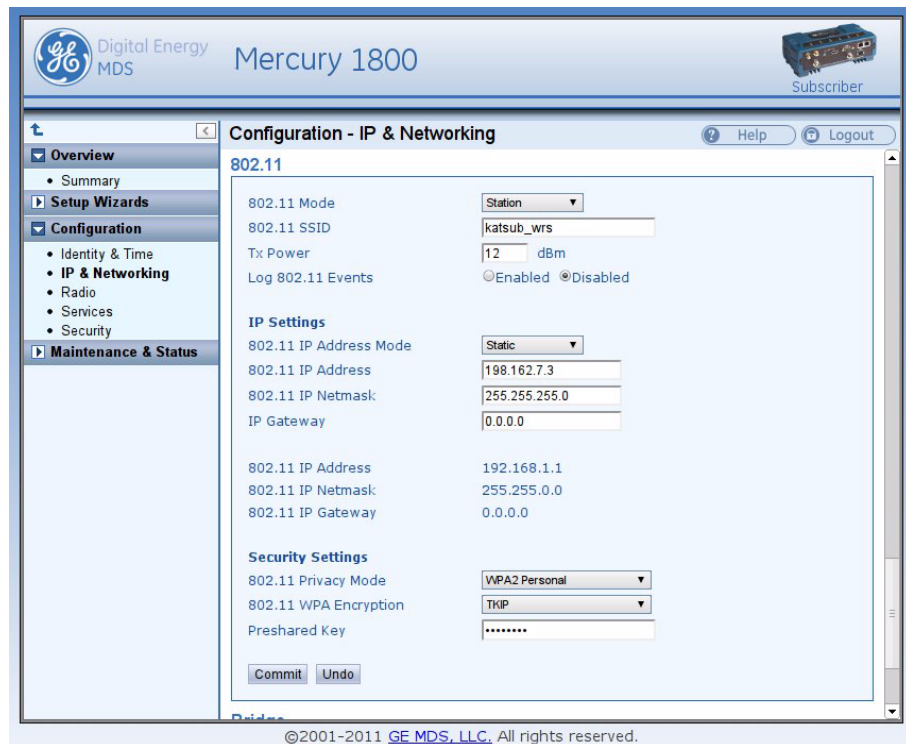 GE
Digital Energy
MDS
Mercury 1800
Subscriber
Configuration - IP & Networking
Help
Logout
Overview
• Summary
Setup Wizards
Configuration
• Identity & Time
• IP & Networking
• Radio
• Services
• Security
Maintenance & Status
802.11
802.11 Mode Station
802.11 SSID katsub_wrs
Tx Power 12 dBm
Log 802.11 Events Enabled Disabled
IP Settings
802.11 IP Address Mode Static
802.11 IP Address 198.162.7.3
802.11 IP Netmask 255.255.255.0
IP Gateway 0.0.0.0
802.11 IP Address 192.168.1.1
802.11 IP Netmask 255.255.0.0
802.11 IP Gateway 0.0.0.0
Security Settings
802.11 Privacy Mode WPA2 Personal
802.11 WPA Encryption TKIP
Preshared Key ••••••••
Commit Undo
Bridge
©2001-2011 GE MDS, LLC. All rights reserved.